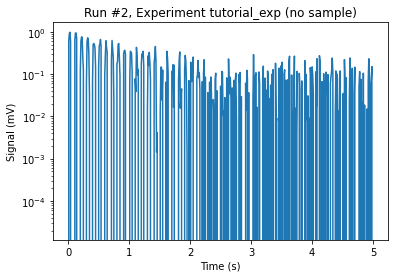 Run #2, Experiment tutorial_exp (no sample)
Signal (mV)
10⁰
10⁻¹
10⁻²
10⁻³
10⁻⁴
0 1 2 3 4 5
Time (s)